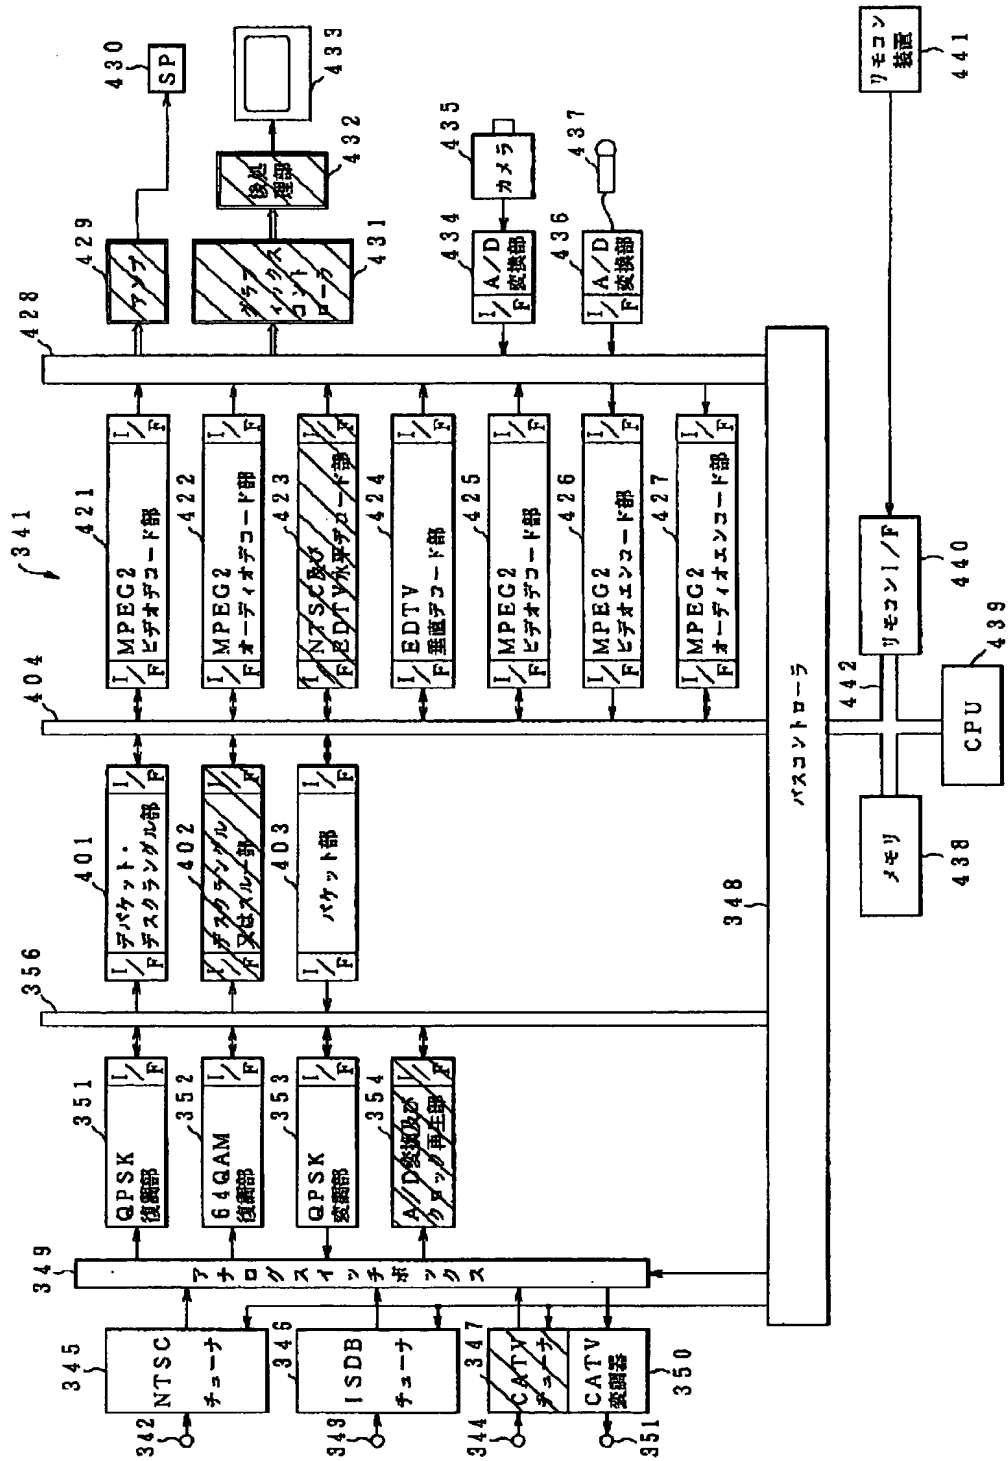 341
342
343
344
351
345
NTSC
チューナ
346
ISDB
チューナ
347
CATV
チューナ
CATV
変調器
350
349
アナログスイッチボックス
351
QPSK
復調部
I/F
352
64QAM
復調部
I/F
353
QPSK
変調部
I/F
354
A/D変換及び
クロック再生部
I/F
356
401
I/F
デパケット・
デスクランブル部
I/F
402
I/F
デスクランブル
又はスルー部
I/F
403
I/F
パケット部
I/F
404
421
I/F
MPEG2
ビデオデコード部
I/F
422
I/F
MPEG2
オーディオデコード部
I/F
423
I/F
NTSC及び
EDTV水平デコード部
I/F
424
I/F
EDTV
垂直デコード部
I/F
425
I/F
MPEG2
ビデオデコード部
I/F
426
I/F
MPEG2
ビデオエンコード部
I/F
427
I/F
MPEG2
オーディオエンコード部
I/F
428
429
アンプ
430
SP
431
グラフィックス
コントローラ
432
後処
理部
433
434
I/F
A/D
変換部
435
カメラ
436
I/F
A/D
変換部
437
348
バスコントローラ
438
メモリ
442
439
CPU
440
リモコンI/F
441
リモコン
装置